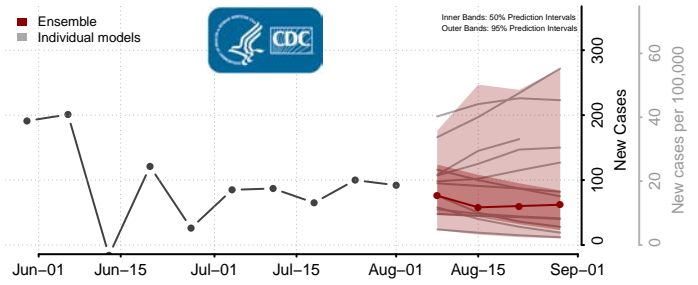 Ensemble
Individual models
CDC
Inner Bands: 50% Prediction Intervals
Outer Bands: 95% Prediction Intervals
0
100
200
300
New Cases
0
20
40
60
New cases per 100,000
Jun−01
Jun−15
Jul−01
Jul−15
Aug−01
Aug−15
Sep−01